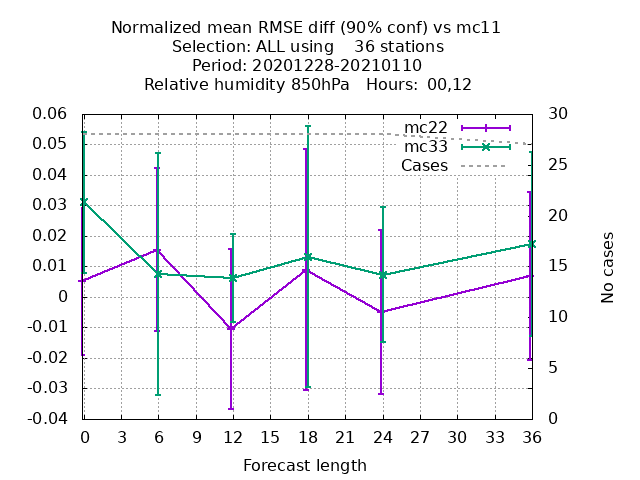 Normalized mean RMSE diff (90% conf) vs mc11
Selection: ALL using    36 stations
Period: 20201228-20210110
Relative humidity 850hPa   Hours:  00,12
mc22
mc33
Cases
0.06
0.05
0.04
0.03
0.02
0.01
0
-0.01
-0.02
-0.03
-0.04
30
25
20
15
10
5
0
No cases
0 3 6 9 12 15 18 21 24 27 30 33 36
Forecast length